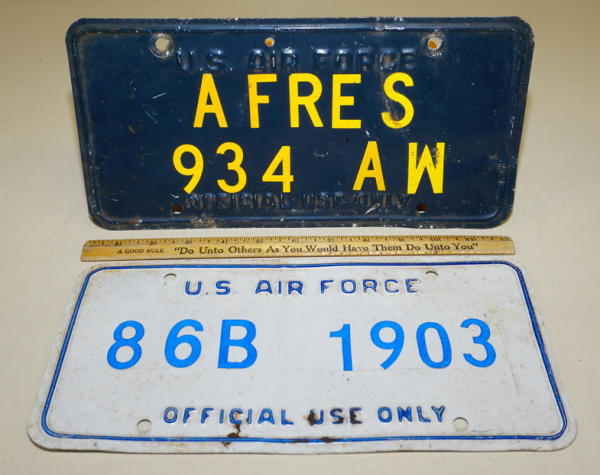 U.S. AIR FORCE
AFRES
934 AW
OFFICIAL USE ONLY
A GOOD RULE "Do Unto Others As You Would Have Them Do Unto You"
U.S. AIR FORCE
86B 1903
OFFICIAL USE ONLY